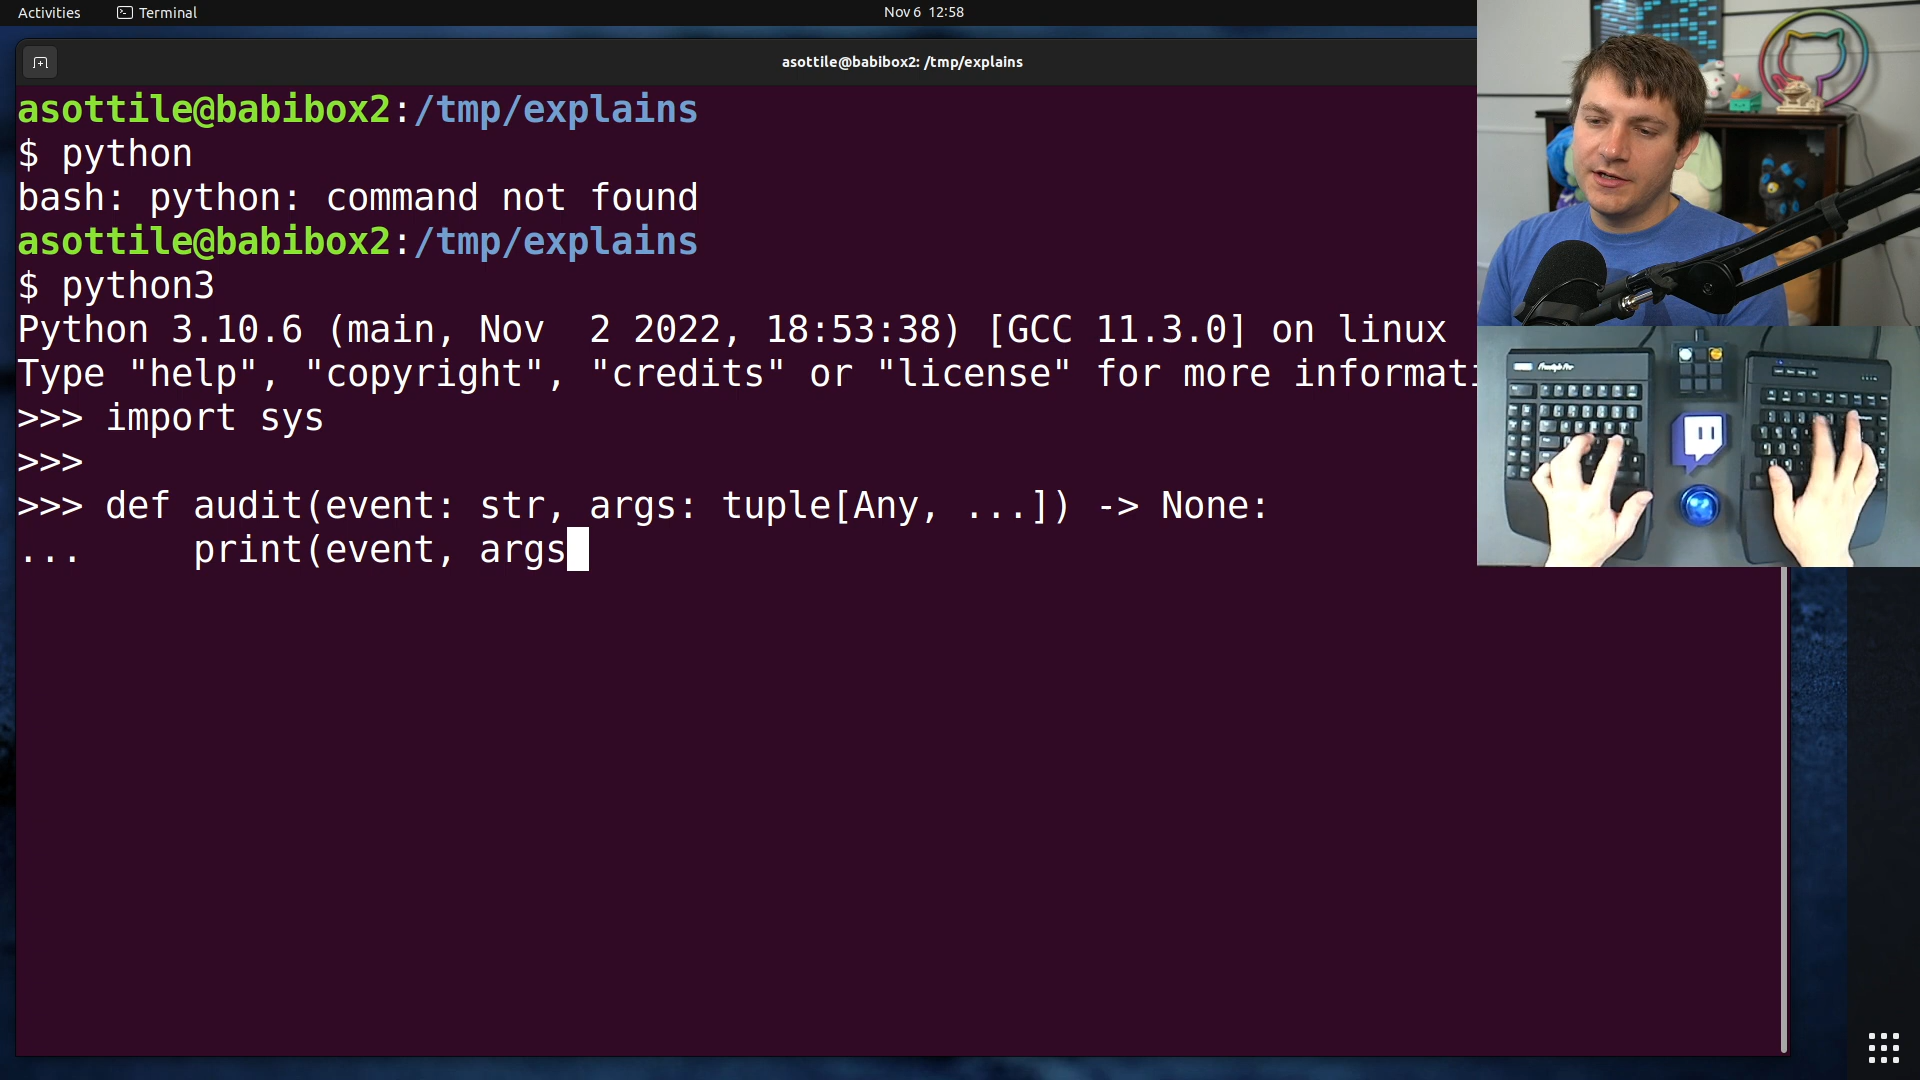 Activities
Terminal
Nov 6 12:58
asottile@babibox2: /tmp/explains
asottile@babibox2:/tmp/explains
$ python
bash: python: command not found
asottile@babibox2:/tmp/explains
$ python3
Python 3.10.6 (main, Nov  2 2022, 18:53:38) [GCC 11.3.0] on linux
Type "help", "copyright", "credits" or "license" for more informati
>>> import sys
>>>
>>> def audit(event: str, args: tuple[Any, ...]) -> None:
...     print(event, args
Freestyle Pro